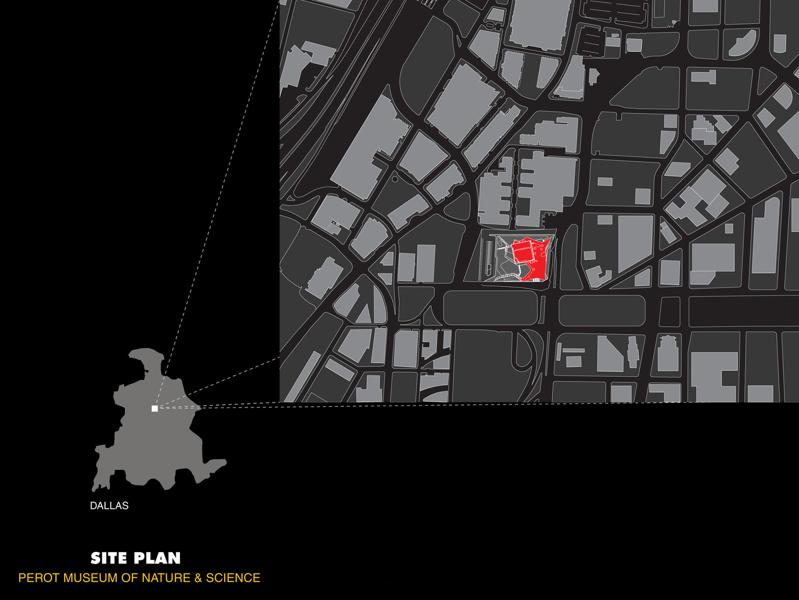 DALLAS
SITE PLAN
PEROT MUSEUM OF NATURE & SCIENCE